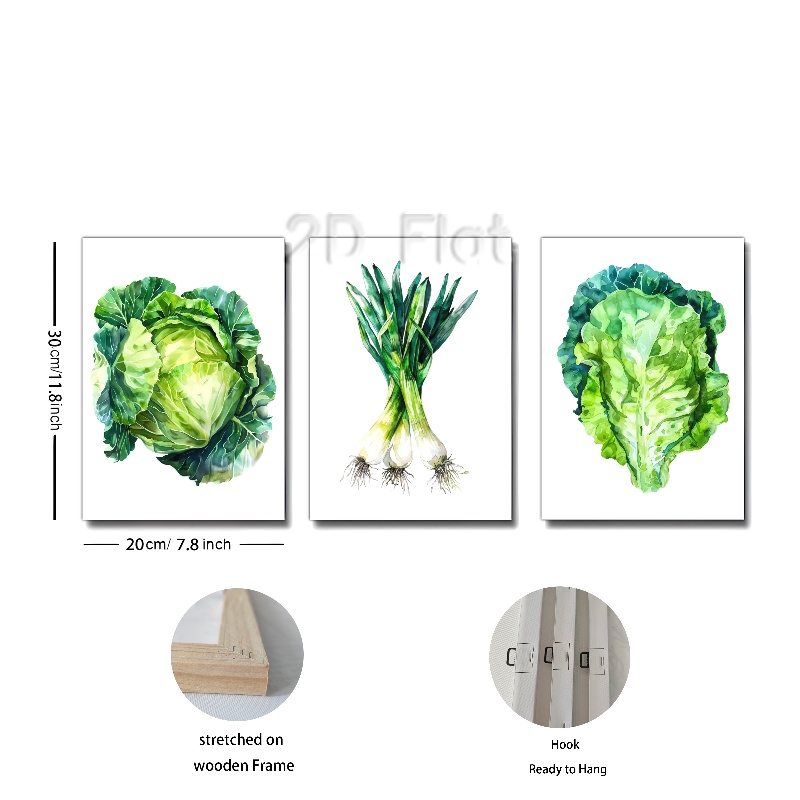 2D Flat
30cm/11.8inch
20cm/ 7.8 inch
stretched on
wooden Frame
Hook
Ready to Hang